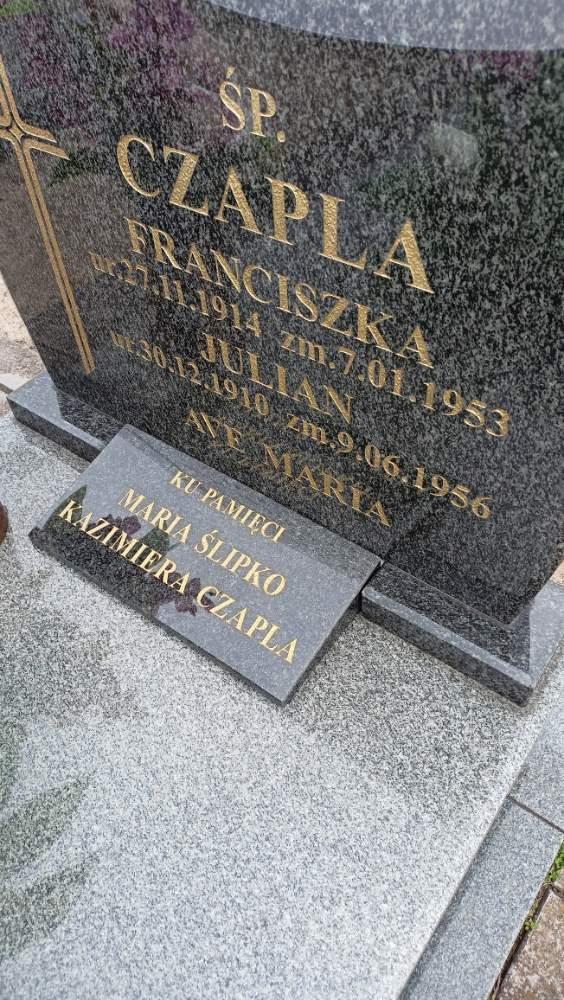 ŚP.
CZAPLA
FRANCISZKA
ur.27.11.1914 zm.7.01.1953
JULIAN
ur.30.12.1910 zm.9.06.1956
AVE MARIA
KU PAMIĘCI
MARIA ŚLIPKO
KAZIMIERA CZAPLA